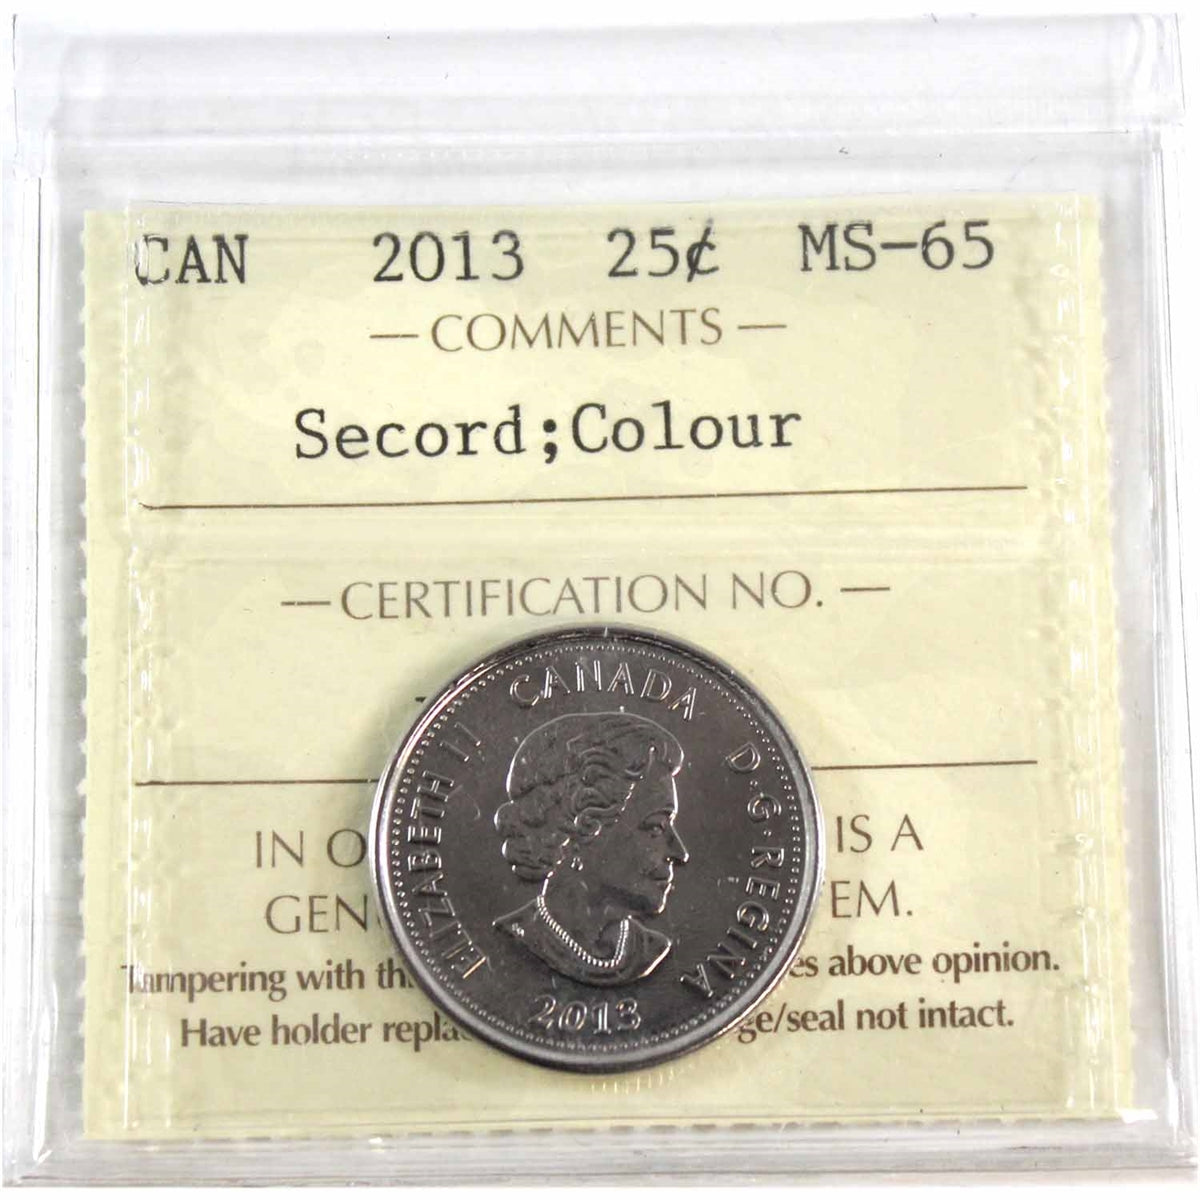 CAN 2013 25¢ MS-65
— COMMENTS —
Secord;Colour
— CERTIFICATION NO. —
CANADA
ELIZABETH II
D·G·REGINA
2013
IN O IS A
GEN EM.
Tampering with th es above opinion.
Have holder repla ge/seal not intact.